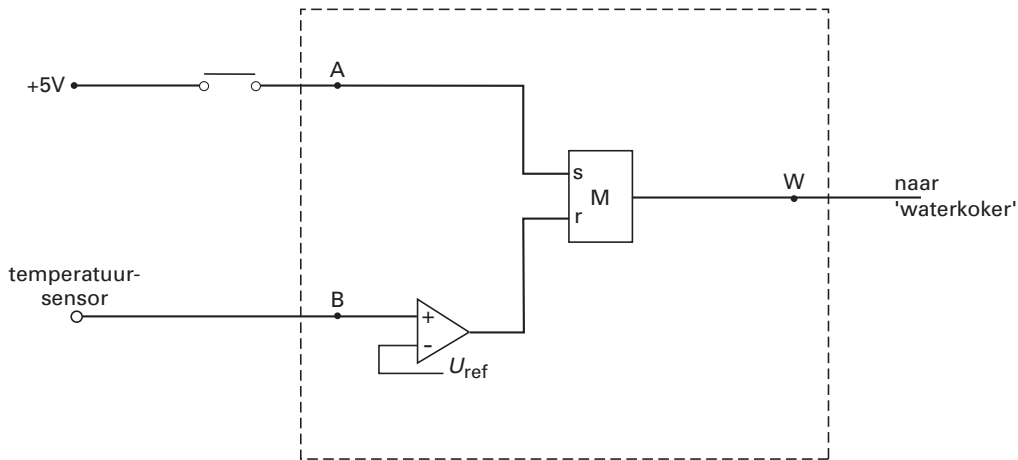 +5V
A
s
M
r
W
naar
'waterkoker'
temperatuur-
sensor
B
+
-
Uref